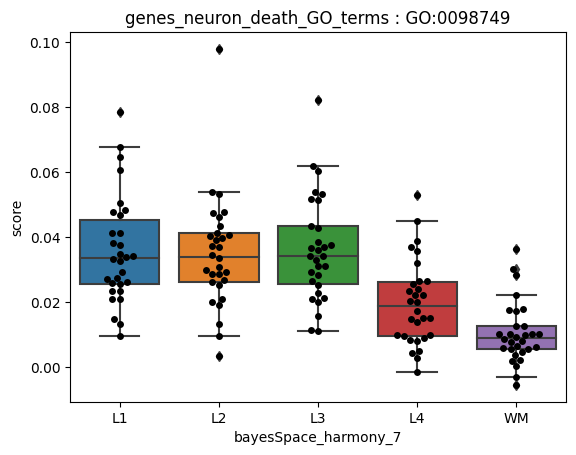 genes_neuron_death_GO_terms : GO:0098749
score
0.10
0.08
0.06
0.04
0.02
0.00
L1 L2 L3 L4 WM
bayesSpace_harmony_7